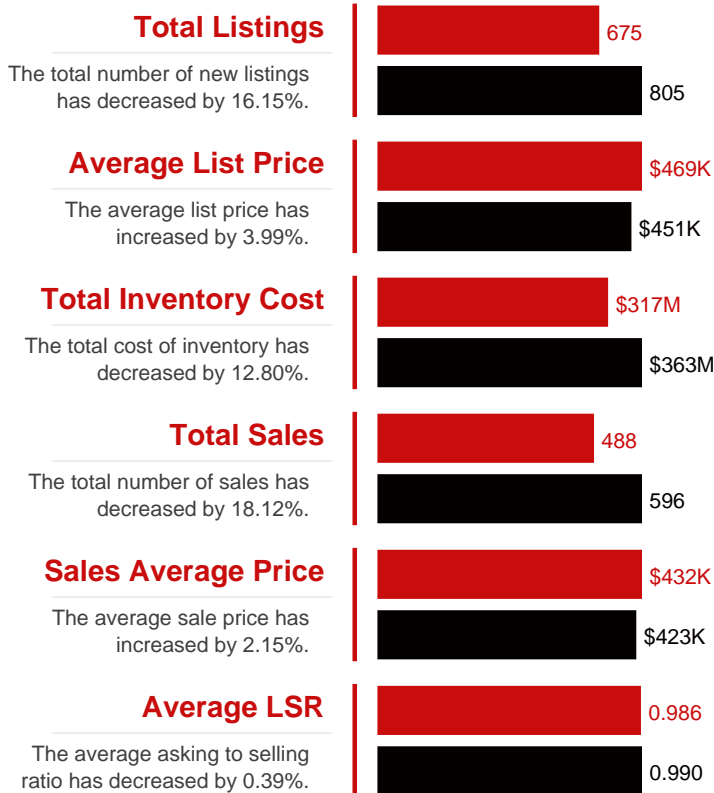 Total Listings
The total number of new listings
has decreased by 16.15%.
675
805
Average List Price
The average list price has
increased by 3.99%.
$469K
$451K
Total Inventory Cost
The total cost of inventory has
decreased by 12.80%.
$317M
$363M
Total Sales
The total number of sales has
decreased by 18.12%.
488
596
Sales Average Price
The average sale price has
increased by 2.15%.
$432K
$423K
Average LSR
The average asking to selling
ratio has decreased by 0.39%.
0.986
0.990